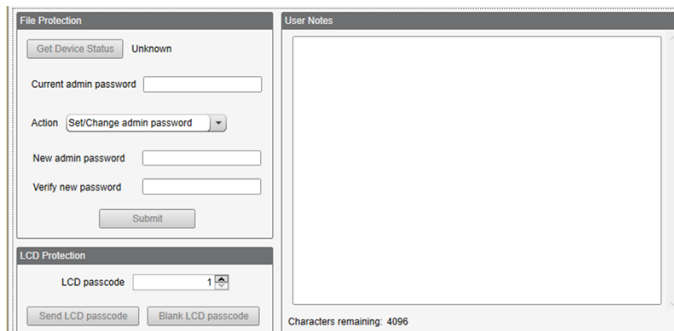 File Protection
Get Device Status Unknown
Current admin password
Action Set/Change admin password
New admin password
Verify new password
Submit
LCD Protection
LCD passcode 1
Send LCD passcode Blank LCD passcode
User Notes
Characters remaining: 4096